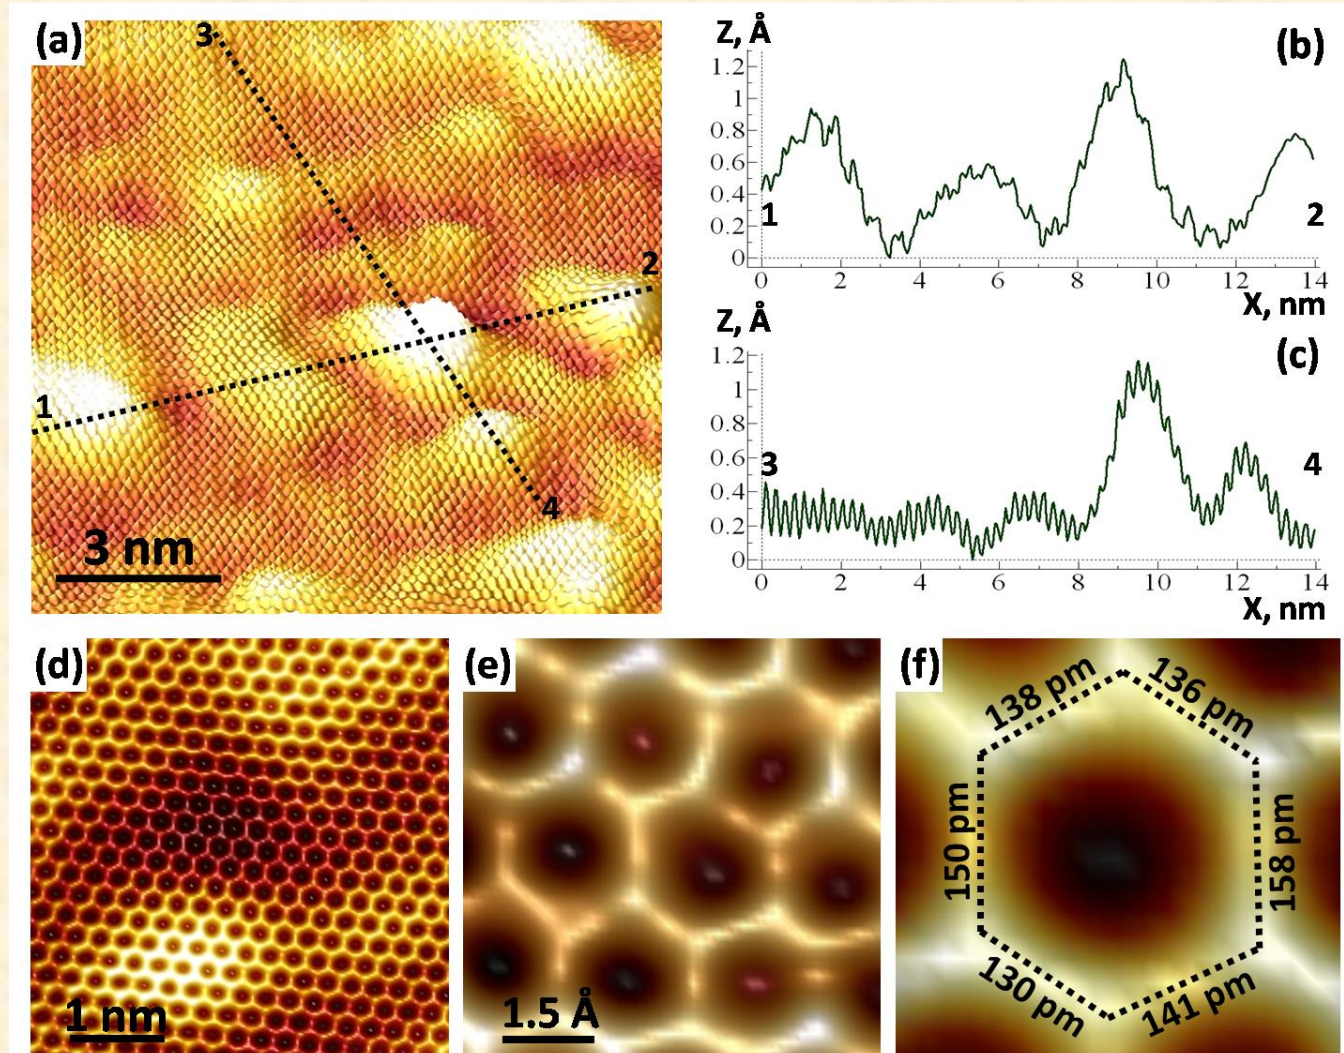 (a)
3
2
1
4
3 nm
Z, Å
(b)
1.2
1
0.8
0.6
0.4
0.2
0
1
2
0 2 4 6 8 10 12 14
X, nm
Z, Å
(c)
1.2
1
0.8
0.6
0.4
0.2
0
3
4
0 2 4 6 8 10 12 14
X, nm
(d)
1 nm
(e)
1.5 Å
(f)
138 pm
136 pm
150 pm
158 pm
130 pm
141 pm